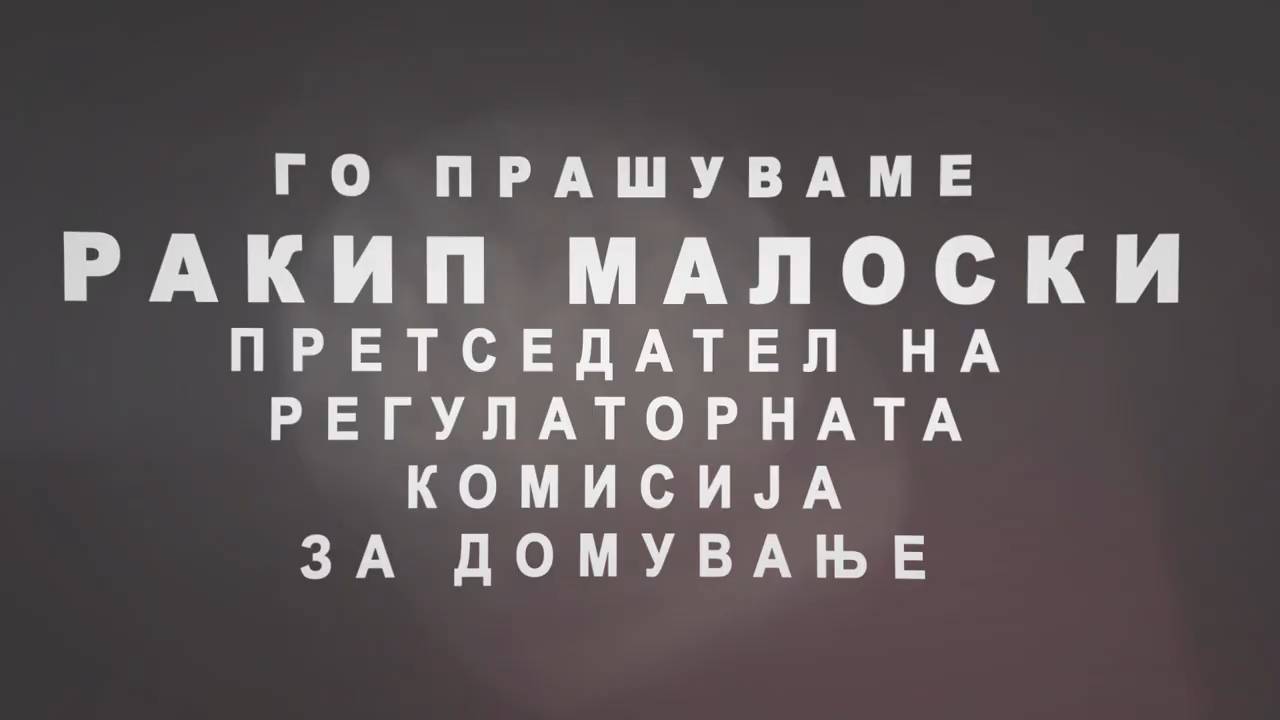 ГО ПРАШУВАМЕ
РАКИП МАЛОСКИ
ПРЕТСЕДАТЕЛ НА
РЕГУЛАТОРНАТА
КОМИСИЈА
ЗА ДОМУВАЊЕ